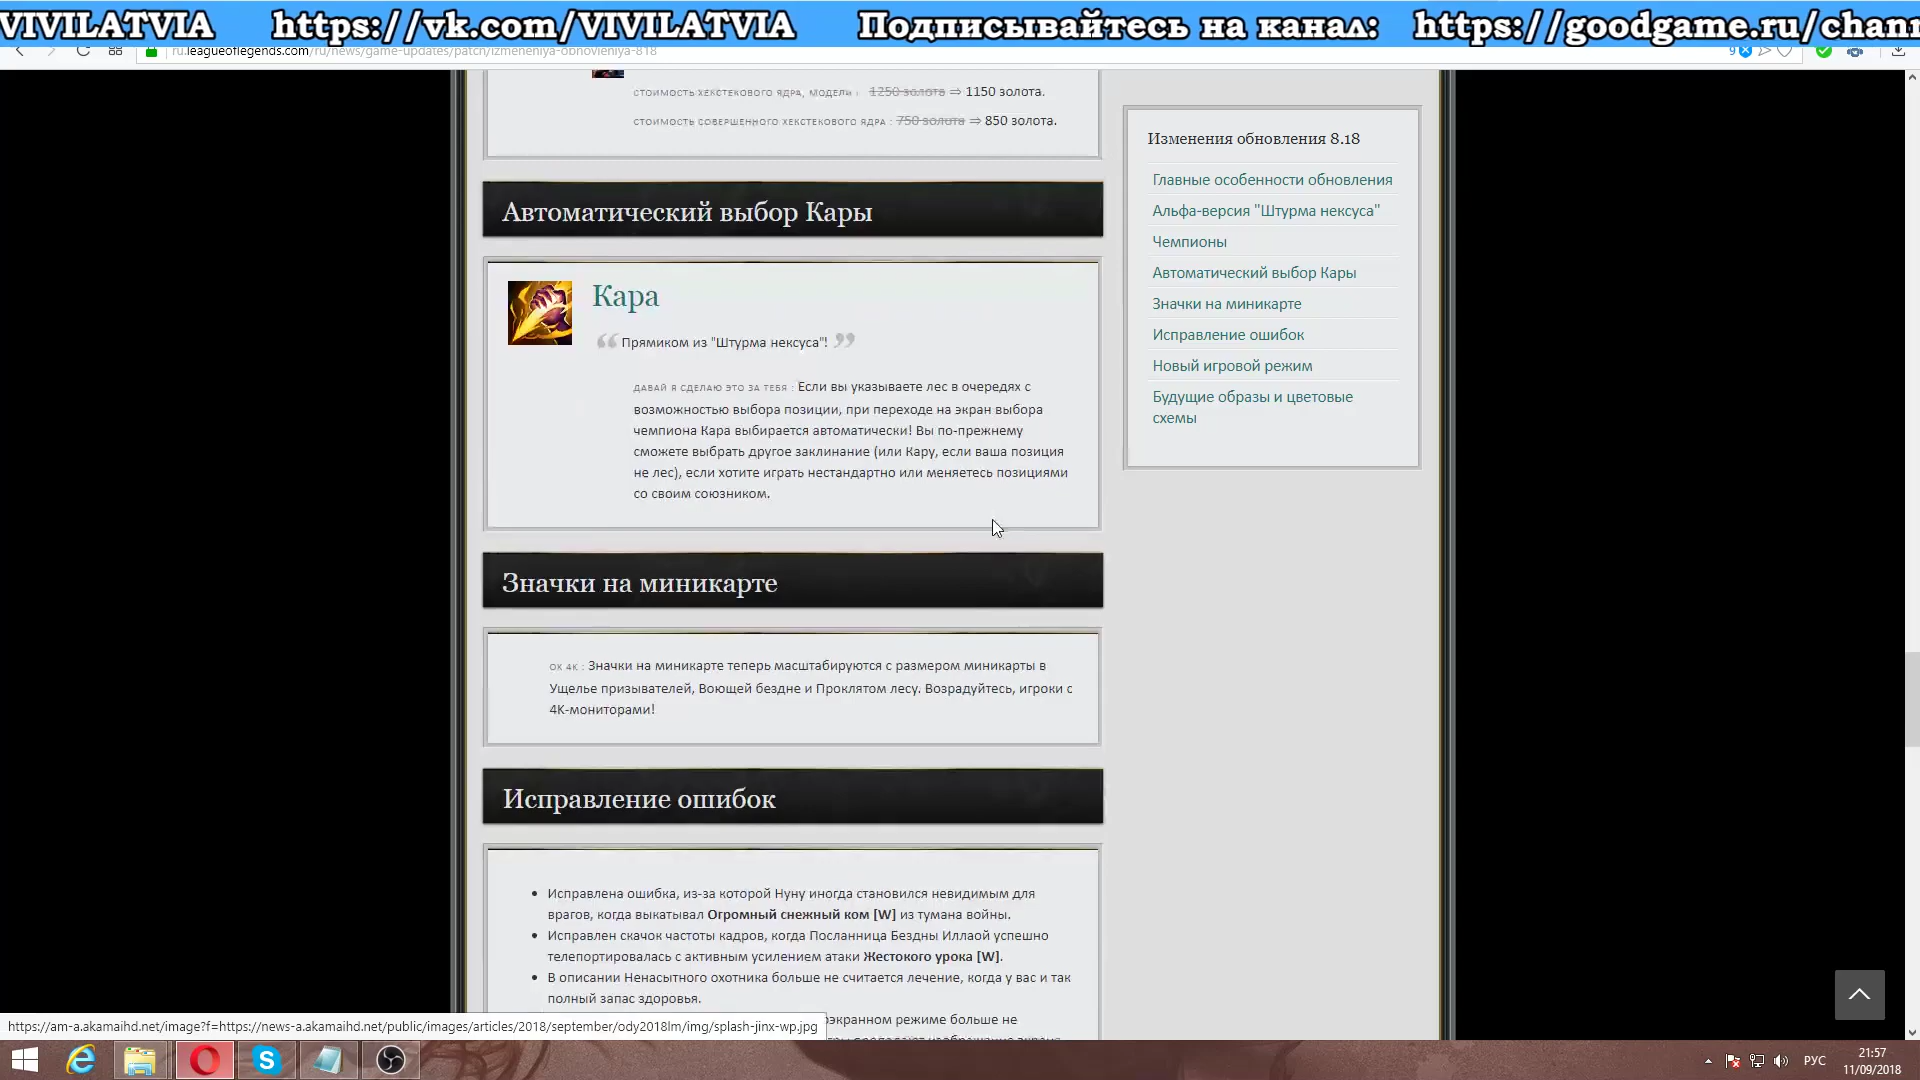 VIVILATVIA https://vk.com/VIVILATVIA Подписывайтесь на канал: https://goodgame.ru/chann
ru.leagueoflegends.com/ru/news/game-updates/patch/izmeneniya-obnovleniya-818
9
СТОИМОСТЬ ХЕКСТЕКОВОГО ЯДРА, МОДЕЛИ I : 1250 золота ⇒ 1150 золота.
СТОИМОСТЬ СОВЕРШЕННОГО ХЕКСТЕКОВОГО ЯДРА : 750 золота ⇒ 850 золота.
Автоматический выбор Кары
Кара
“ Прямиком из "Штурма нексуса"! ”
ДАВАЙ Я СДЕЛАЮ ЭТО ЗА ТЕБЯ : Если вы указываете лес в очередях с
возможностью выбора позиции, при переходе на экран выбора
чемпиона Кара выбирается автоматически! Вы по-прежнему
сможете выбрать другое заклинание (или Кару, если ваша позиция
не лес), если хотите играть нестандартно или меняетесь позициями
со своим союзником.
Значки на миникарте
ОК 4К : Значки на миникарте теперь масштабируются с размером миникарты в
Ущелье призывателей, Воющей бездне и Проклятом лесу. Возрадуйтесь, игроки с
4К-мониторами!
Исправление ошибок
• Исправлена ошибка, из-за которой Нуну иногда становился невидимым для
врагов, когда выкатывал Огромный снежный ком [W] из тумана войны.
• Исправлен скачок частоты кадров, когда Посланница Бездны Иллаой успешно
телепортировалась с активным усилением атаки Жестокого урока [W].
• В описании Ненасытного охотника больше не считается лечение, когда у вас и так
полный запас здоровья.
экранном режиме больше не
Изменения обновления 8.18
Главные особенности обновления
Альфа-версия "Штурма нексуса"
Чемпионы
Автоматический выбор Кары
Значки на миникарте
Исправление ошибок
Новый игровой режим
Будущие образы и цветовые
схемы
https://am-a.akamaihd.net/image?f=https://news-a.akamaihd.net/public/images/articles/2018/september/ody2018lm/img/splash-jinx-wp.jpg
РУС
21:57
11/09/2018